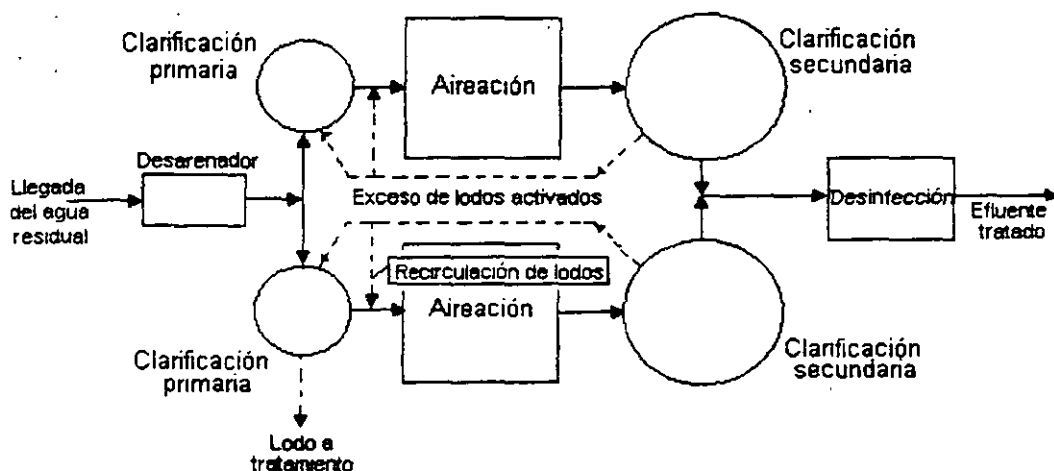 Clarificación
primaria
Aireación
Clarificación
secundaria
Desarenador
Llegada
del agua
residual
Exceso de lodos activados
Desinfección
Efluente
tratado
Recirculación de lodos
Aireación
Clarificación
primaria
Clarificación
secundaria
Lodo a
tratamiento